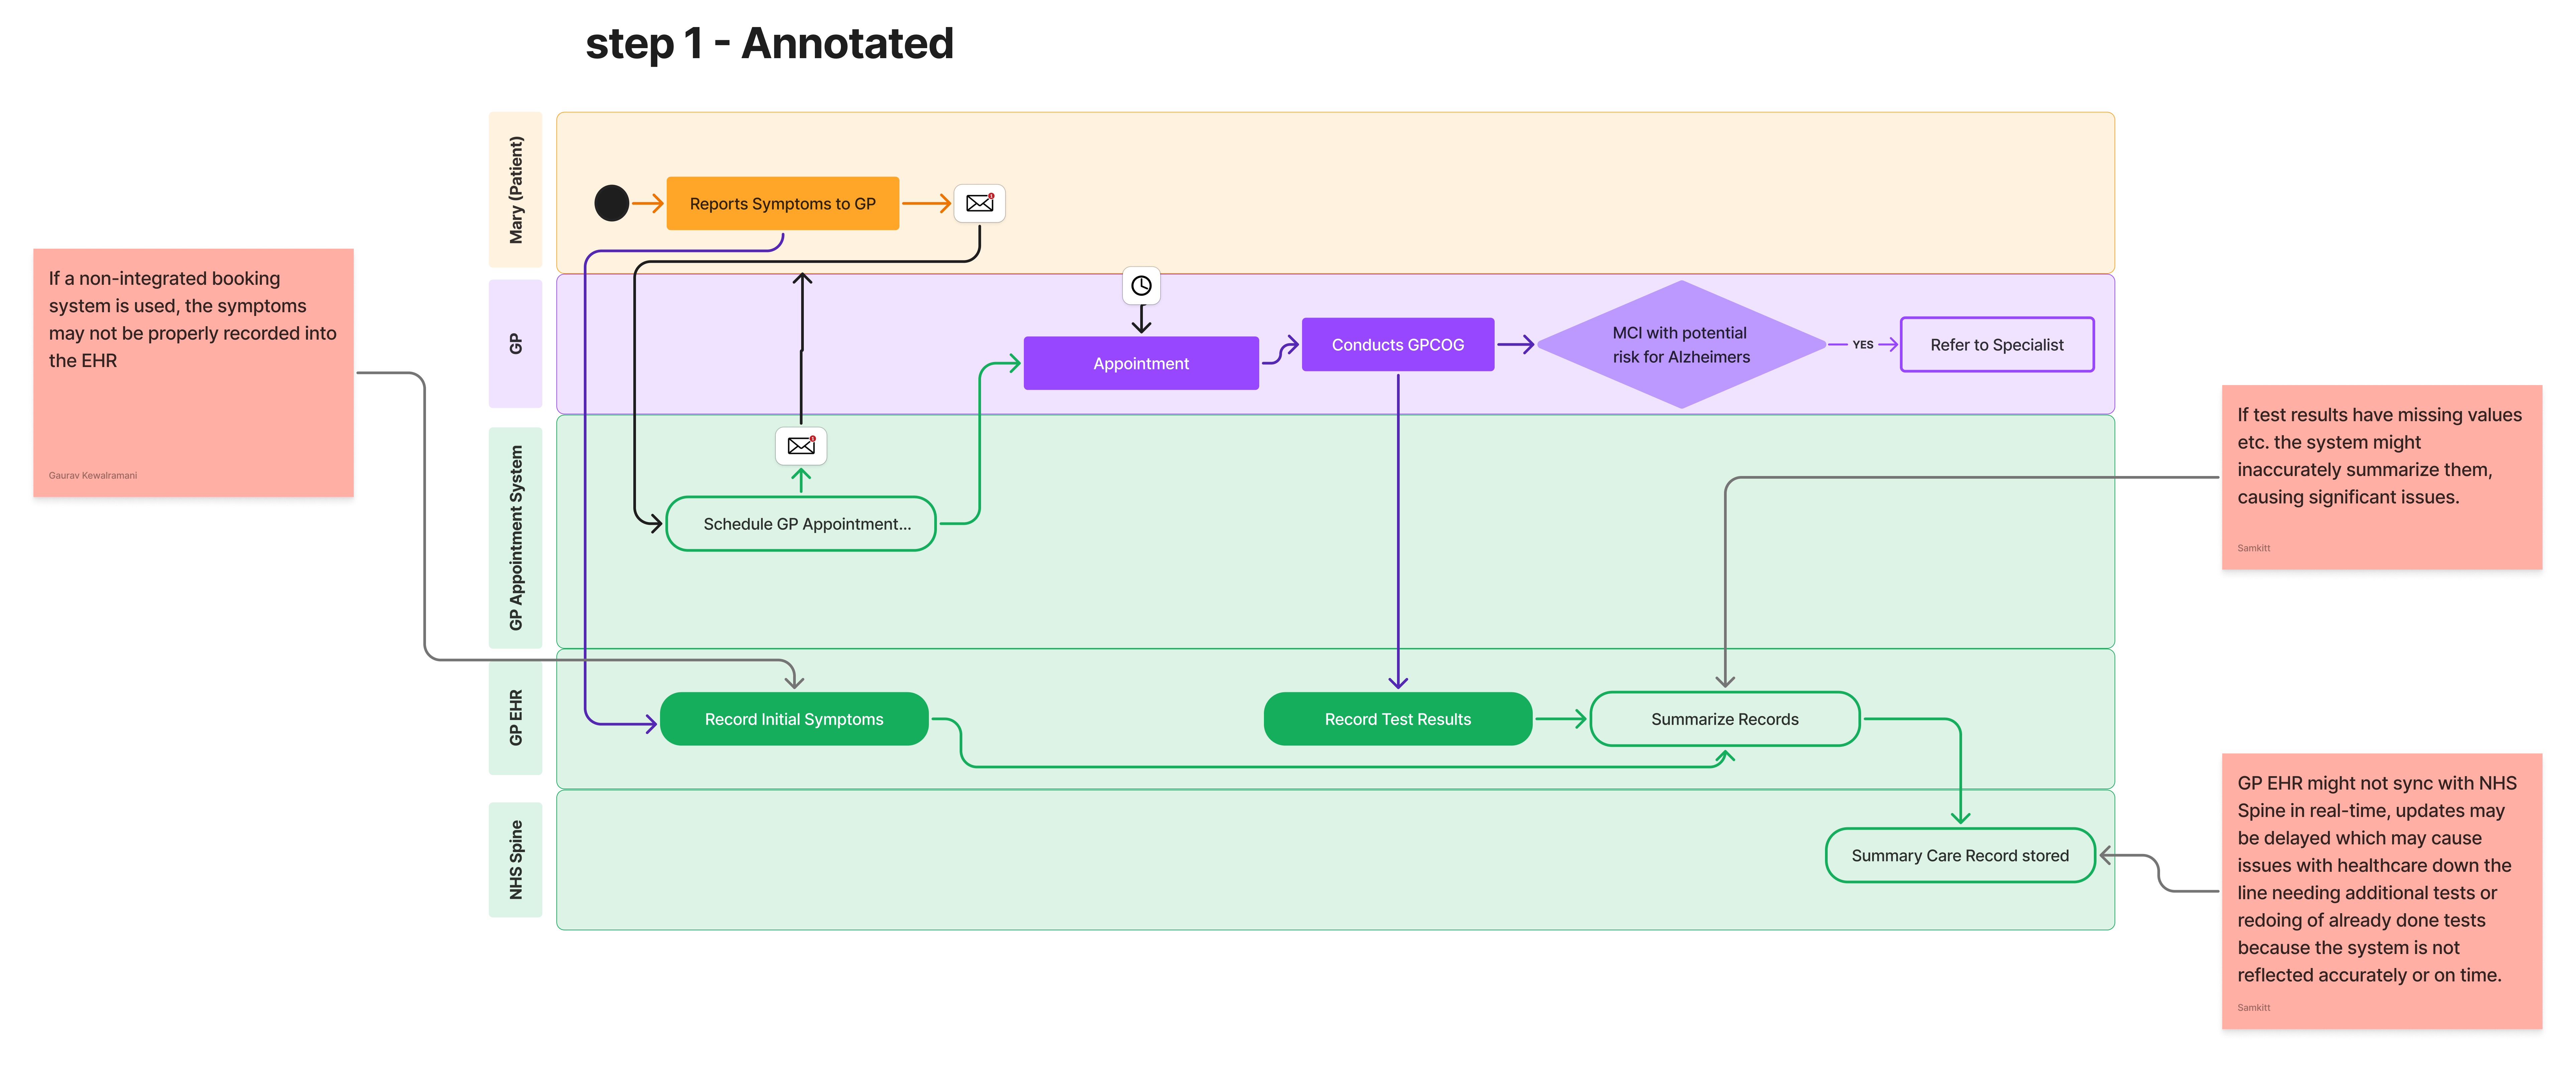 step 1 - Annotated
Mary (Patient)
Reports Symptoms to GP
If a non-integrated booking
system is used, the symptoms
may not be properly recorded into
the EHR
Gaurav Kewalramani
GP
Appointment
Conducts GPCOG
MCI with potential
risk for Alzheimers
YES
Refer to Specialist
GP Appointment System
Schedule GP Appointment...
If test results have missing values
etc. the system might
inaccurately summarize them,
causing significant issues.
Samkitt
GP EHR
Record Initial Symptoms
Record Test Results
Summarize Records
NHS Spine
Summary Care Record stored
GP EHR might not sync with NHS
Spine in real-time, updates may
be delayed which may cause
issues with healthcare down the
line needing additional tests or
redoing of already done tests
because the system is not
reflected accurately or on time.
Samkitt